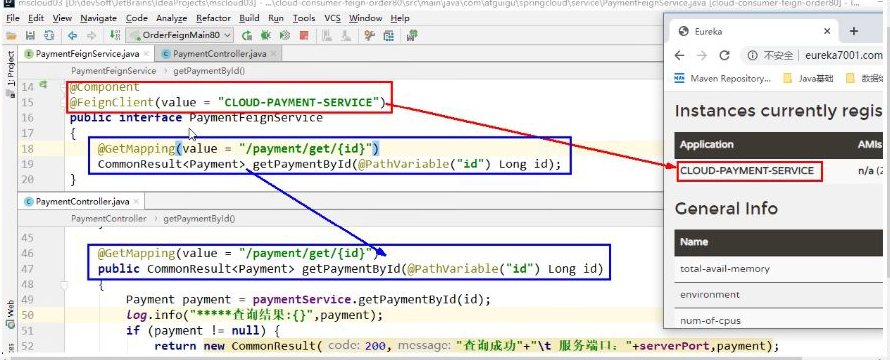 mscloud03 [D:\devSoft\JetBrains\IdeaProjects\mscloud03] - ...\cloud-consumer-feign-order80\src\main\java\com\atguigu\springcloud\service\PaymentFeignService.java [cloud-consumer-feign-order80]
File Edit View Navigate Code Analyze Refactor Build Run Tools VCS Window Help
OrderFeignMain80
PaymentFeignService.java PaymentController.java
PaymentFeignService getPaymentById()
1: Project
14 @Component
15 @FeignClient(value = "CLOUD-PAYMENT-SERVICE")
16 public interface PaymentFeignService
17 {
18 @GetMapping(value = "/payment/get/{id}")
19 CommonResult<Payment> getPaymentById(@PathVariable("id") Long id);
20 }
PaymentController.java
PaymentController getPaymentById()
45 }
46 @GetMapping(value = "/payment/get/{id}")
47 public CommonResult<Payment> getPaymentById(@PathVariable("id") Long id)
48 {
49 Payment payment = paymentService.getPaymentById(id);
50 log.info("*****查询结果:{}",payment);
51 if (payment != null) {
52 return new CommonResult( code: 200, message: "查询成功"+"\t 服务端口: "+serverPort,payment);
Web
Eureka
不安全 eureka7001.com
Maven Repository... Java基础
Instances currently regis
Application AMIs
CLOUD-PAYMENT-SERVICE n/a (2
General Info
Name
total-avail-memory
environment
num-of-cpus